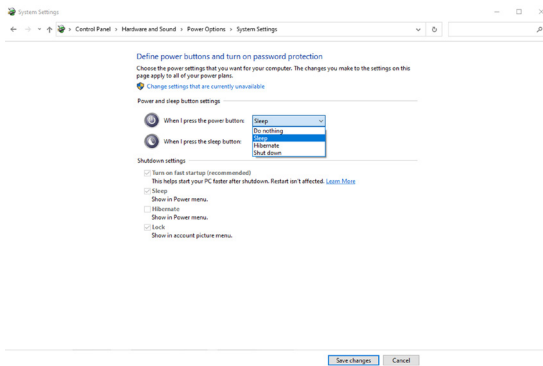 System Settings
Control Panel > Hardware and Sound > Power Options > System Settings
Define power buttons and turn on password protection
Choose the power settings that you want for your computer. The changes you make to the settings on this
page apply to all of your power plans.
Change settings that are currently unavailable
Power and sleep button settings
When I press the power button: Sleep
Do nothing
Sleep
Hibernate
Shut down
When I press the sleep button:
Shutdown settings
Turn on fast startup (recommended)
This helps start your PC faster after shutdown. Restart isn't affected. Learn More
Sleep
Show in Power menu.
Hibernate
Show in Power menu.
Lock
Show in account picture menu.
Save changes Cancel